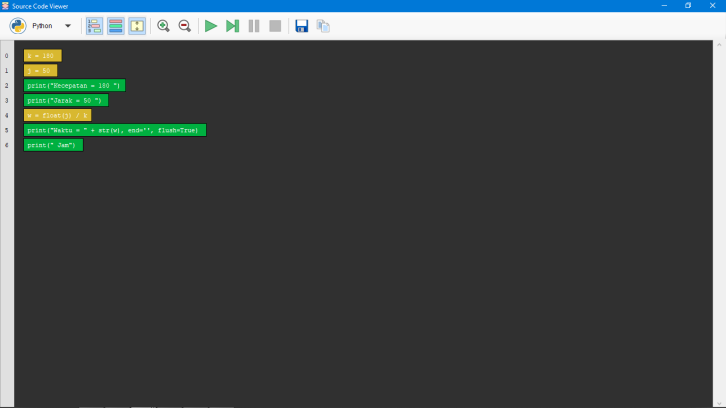 Source Code Viewer
Python
0 k = 180
1 j = 50
2 print("Kecepatan = 180 ")
3 print("Jarak = 50 ")
4 w = float(j) / k
5 print("Waktu = " + str(w), end='', flush=True)
6 print(" Jam")